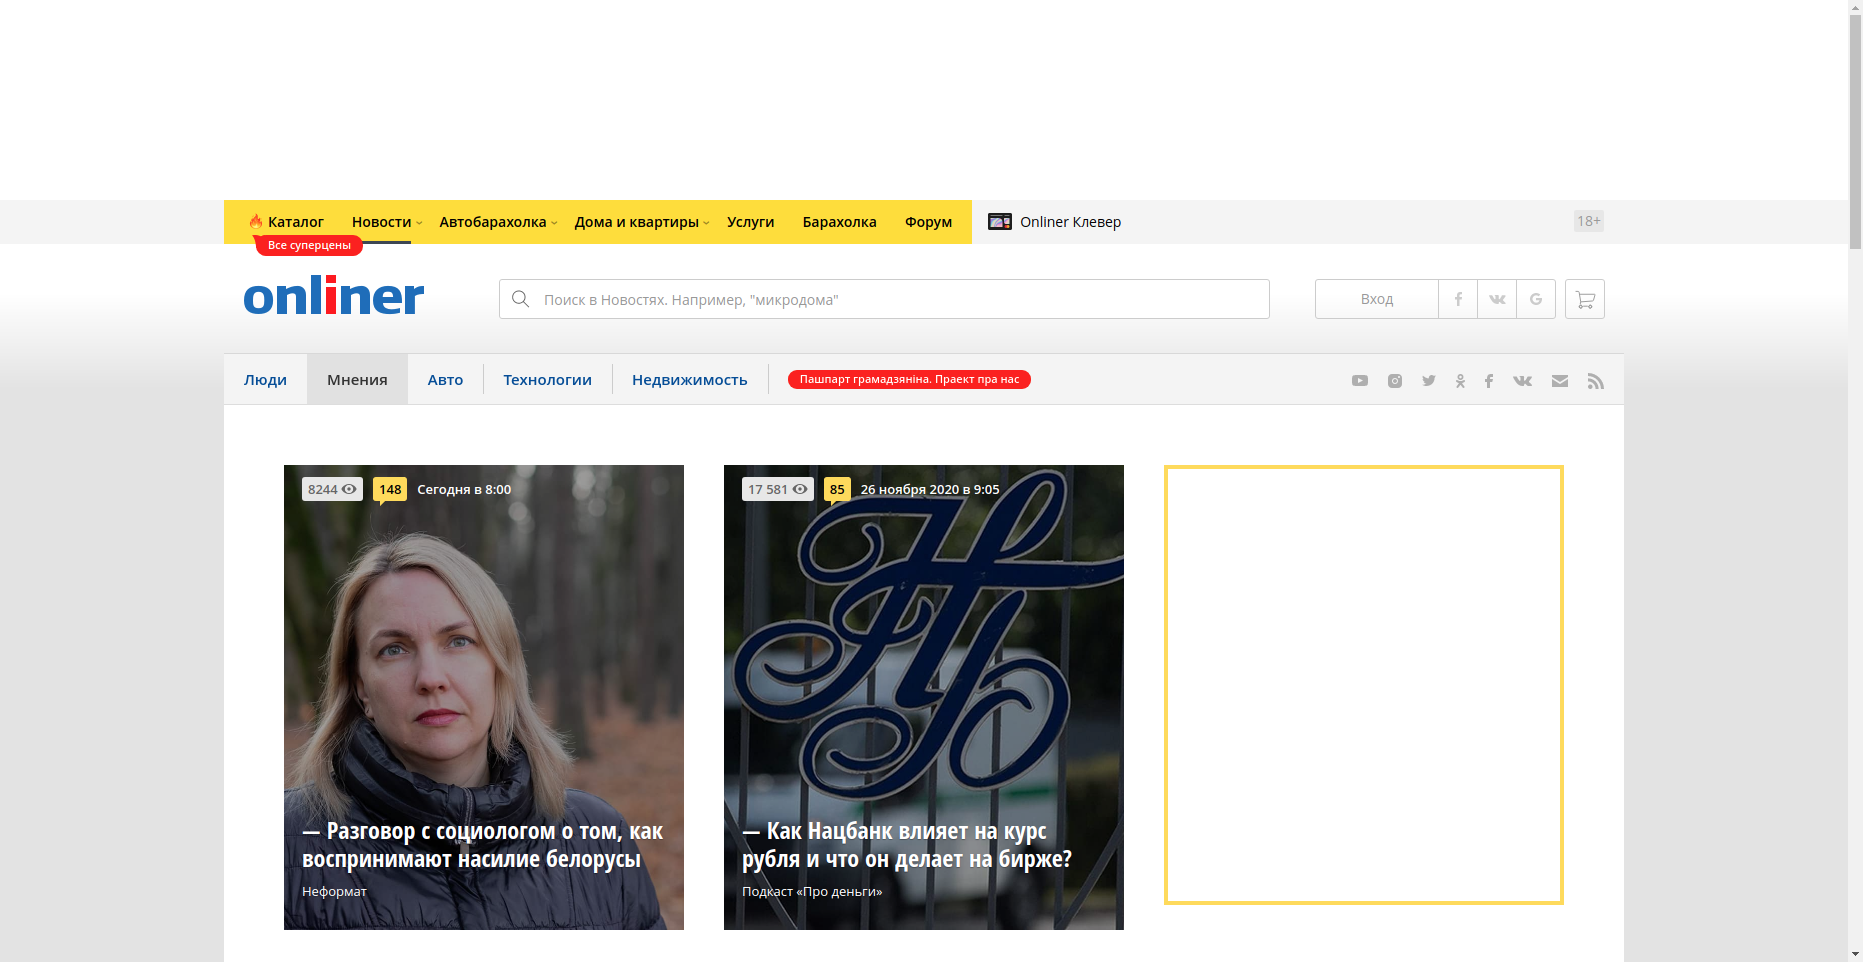 Каталог Новости Автобарахолка Дома и квартиры Услуги Барахолка Форум Onliner Клевер 18+
Все суперцены
onliner
Поиск в Новостях. Например, "микродома"
Вход
Люди Мнения Авто Технологии Недвижимость Пашпарт грамадзяніна. Праект пра нас
8244 148 Сегодня в 8:00
— Разговор с социологом о том, как
воспринимают насилие белорусы
Неформат
17 581 85 26 ноября 2020 в 9:05
— Как Нацбанк влияет на курс
рубля и что он делает на бирже?
Подкаст «Про деньги»